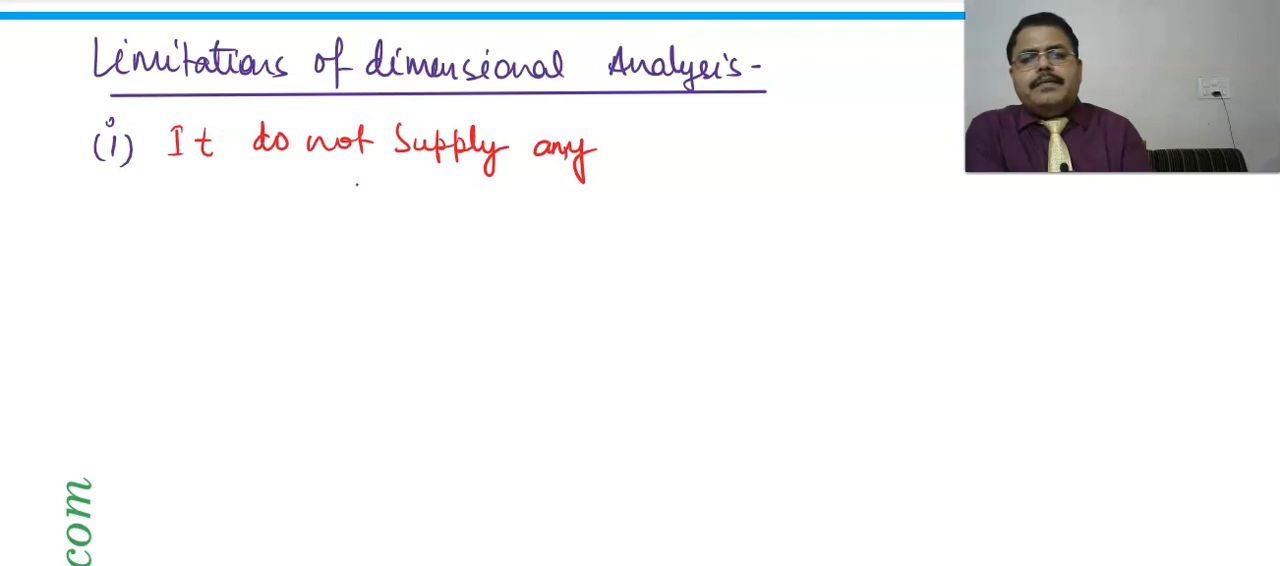 Limitations of dimensional Analysis-
(i) It do not supply any
com